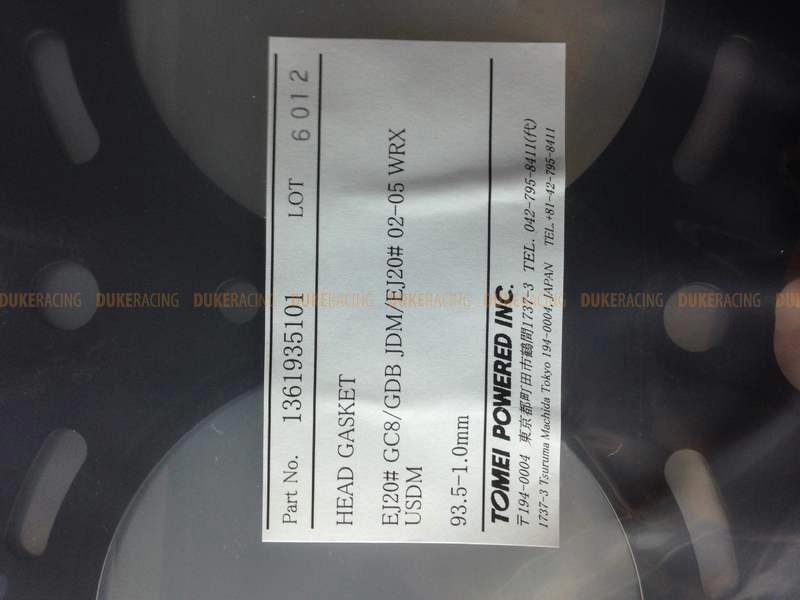 Part No. 1361935101 LOT 6012
HEAD GASKET
EJ20# GC8/GDB JDM/EJ20# 02-05 WRX
USDM
93.5-1.0mm
TOMEI POWERED INC.
〒194-0004 東京都町田市鶴間1737-3 TEL. 042-795-8411(代)
1737-3 Tsuruma Machida Tokyo 194-0004, JAPAN TEL.+81-42-795-8411
DUKERACING DUKERACING DUKERACING DUKERACING DUKERACING DUKERACING DUKERACING DUKERACING